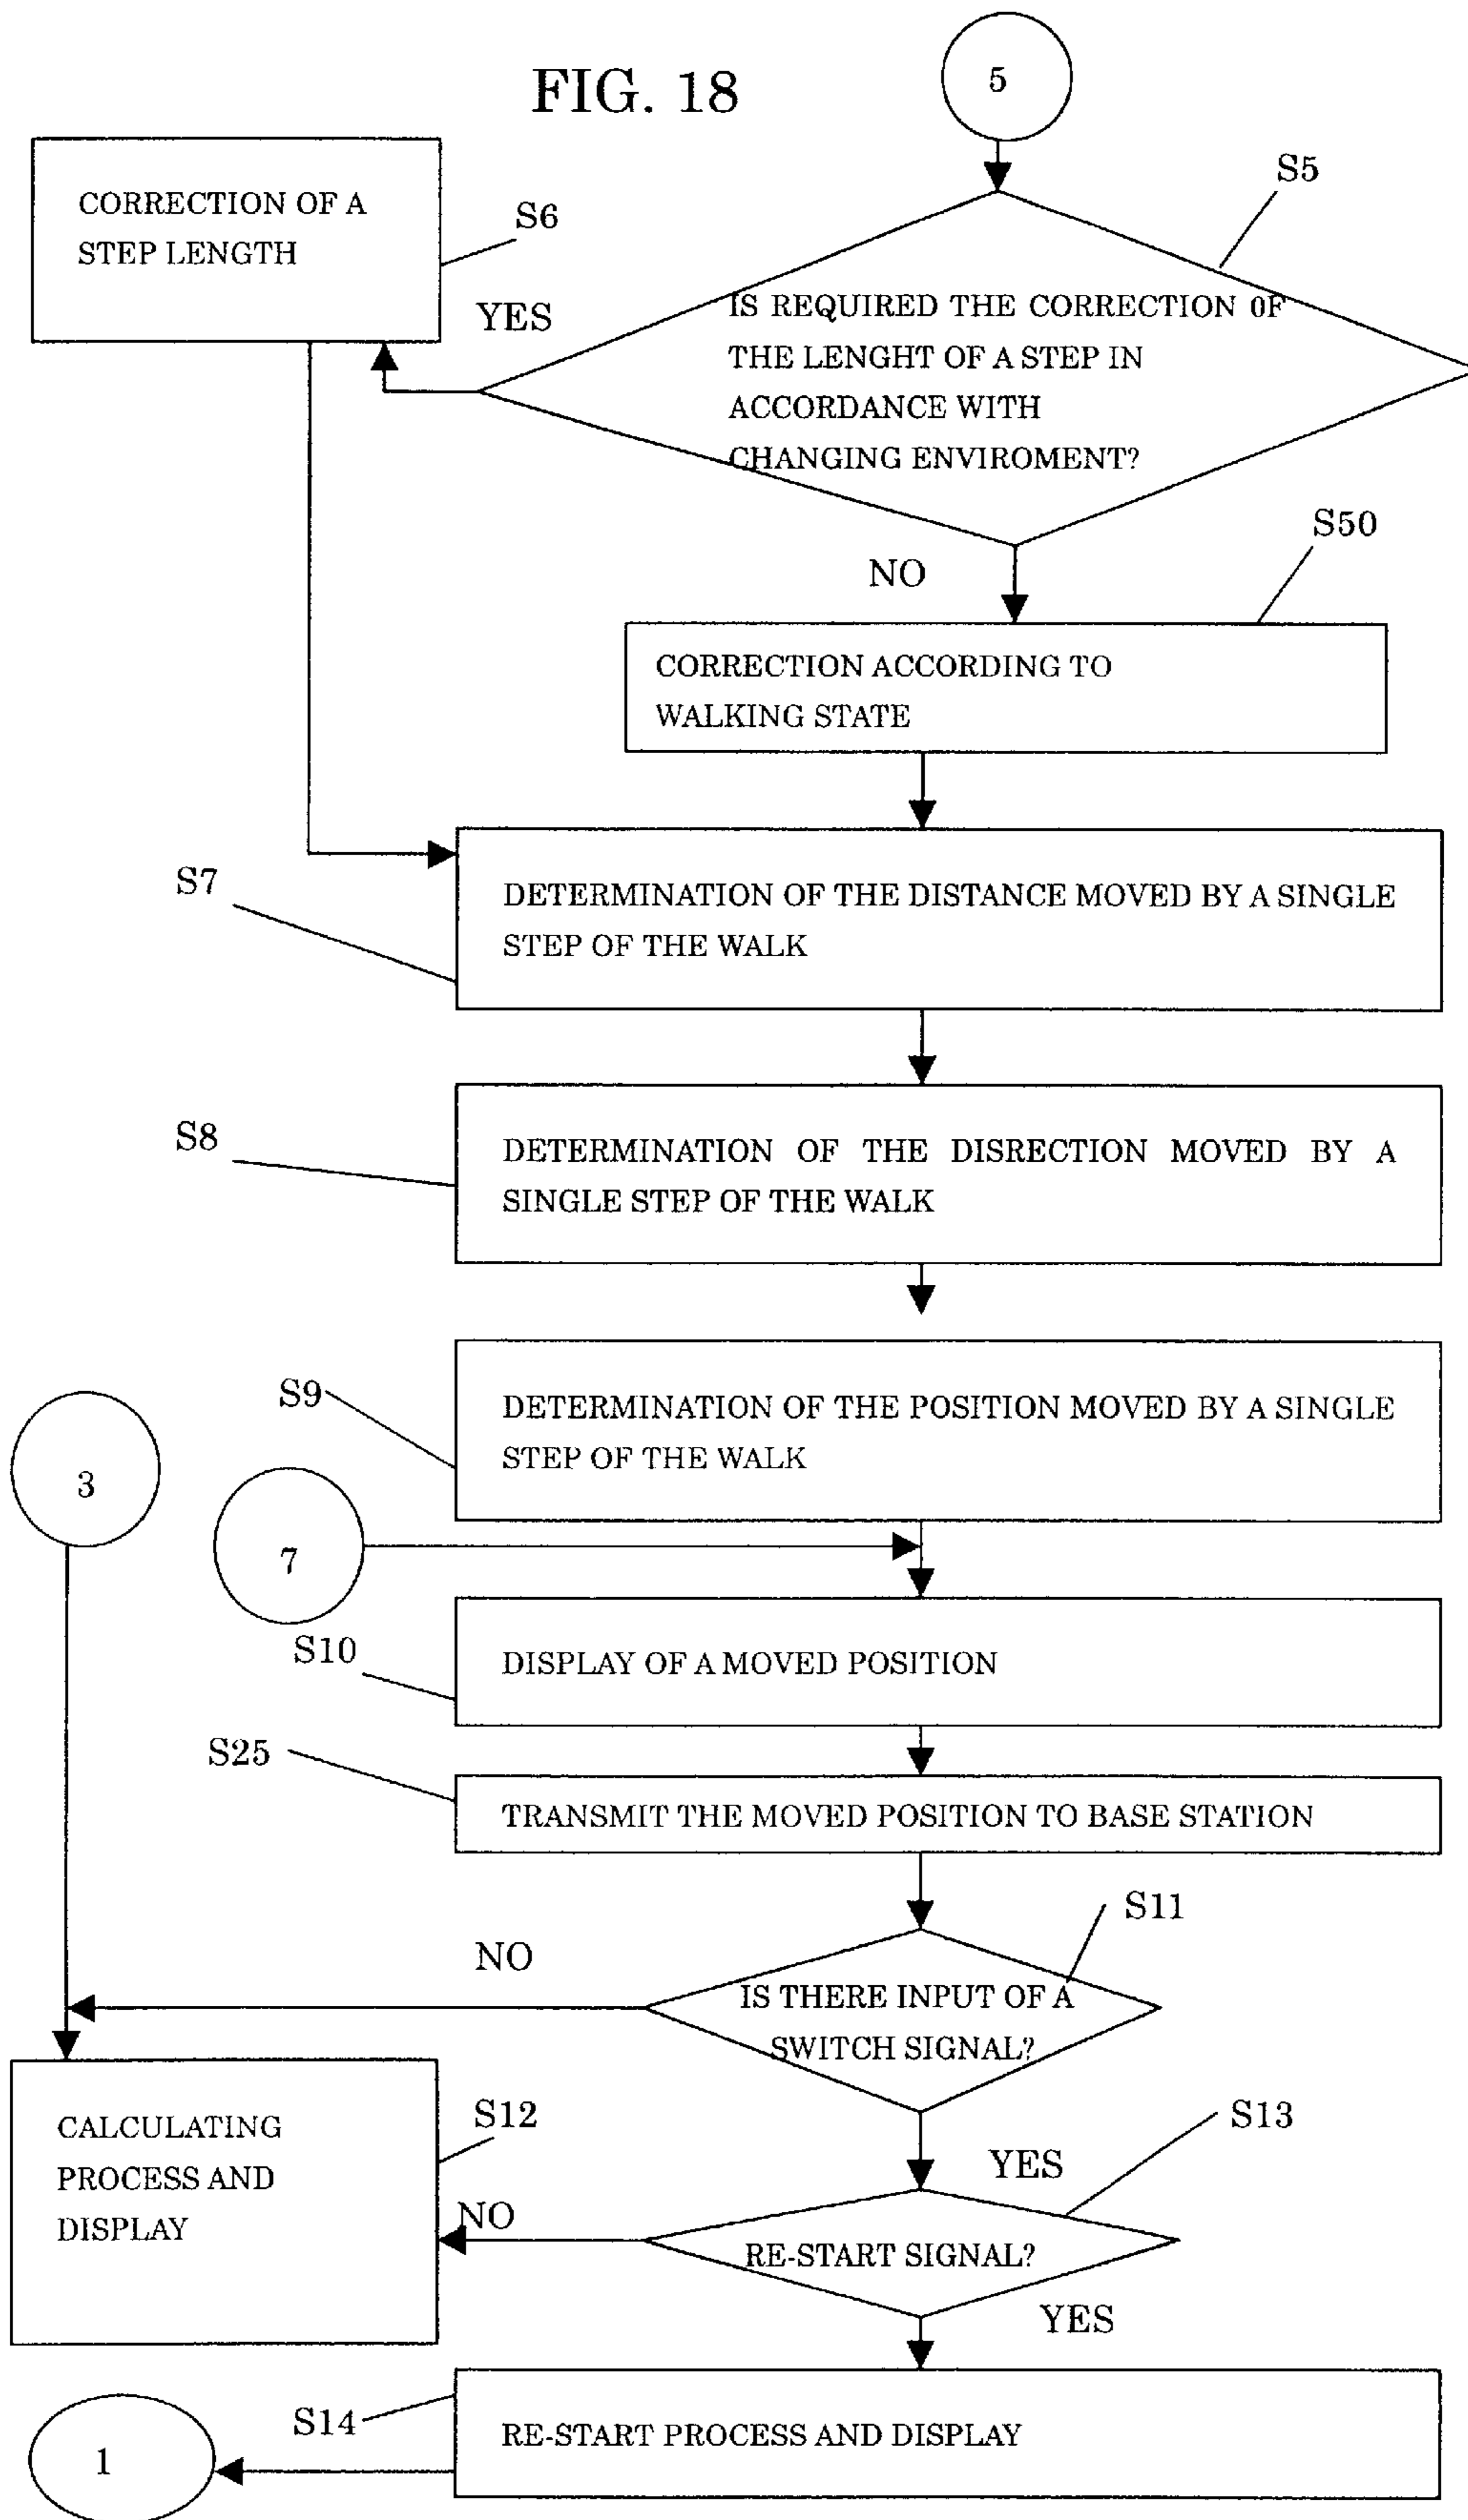 FIG. 18
5
S5
CORRECTION OF A
STEP LENGTH
S6
YES
IS REQUIRED THE CORRECTION 0F
THE LENGHT OF A STEP IN
ACCORDANCE WITH
CHANGING ENVIROMENT?
S50
NO
CORRECTION ACCORDING TO
WALKING STATE
S7
DETERMINATION OF THE DISTANCE MOVED BY A SINGLE
STEP OF THE WALK
S8
DETERMINATION OF THE DISRECTION MOVED BY A
SINGLE STEP OF THE WALK
S9
DETERMINATION OF THE POSITION MOVED BY A SINGLE
STEP OF THE WALK
3
7
S10
DISPLAY OF A MOVED POSITION
S25
TRANSMIT THE MOVED POSITION TO BASE STATION
S11
NO
IS THERE INPUT OF A
SWITCH SIGNAL?
S12
S13
CALCULATING
PROCESS AND
DISPLAY
YES
NO
RE-START SIGNAL?
YES
S14
RE-START PROCESS AND DISPLAY
1